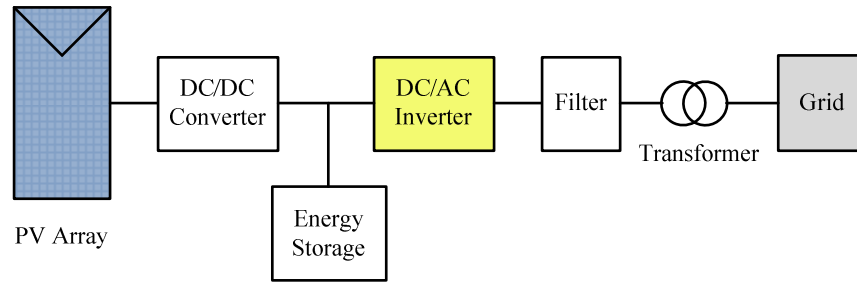 PV Array
DC/DC
Converter
Energy
Storage
DC/AC
Inverter
Filter
Transformer
Grid